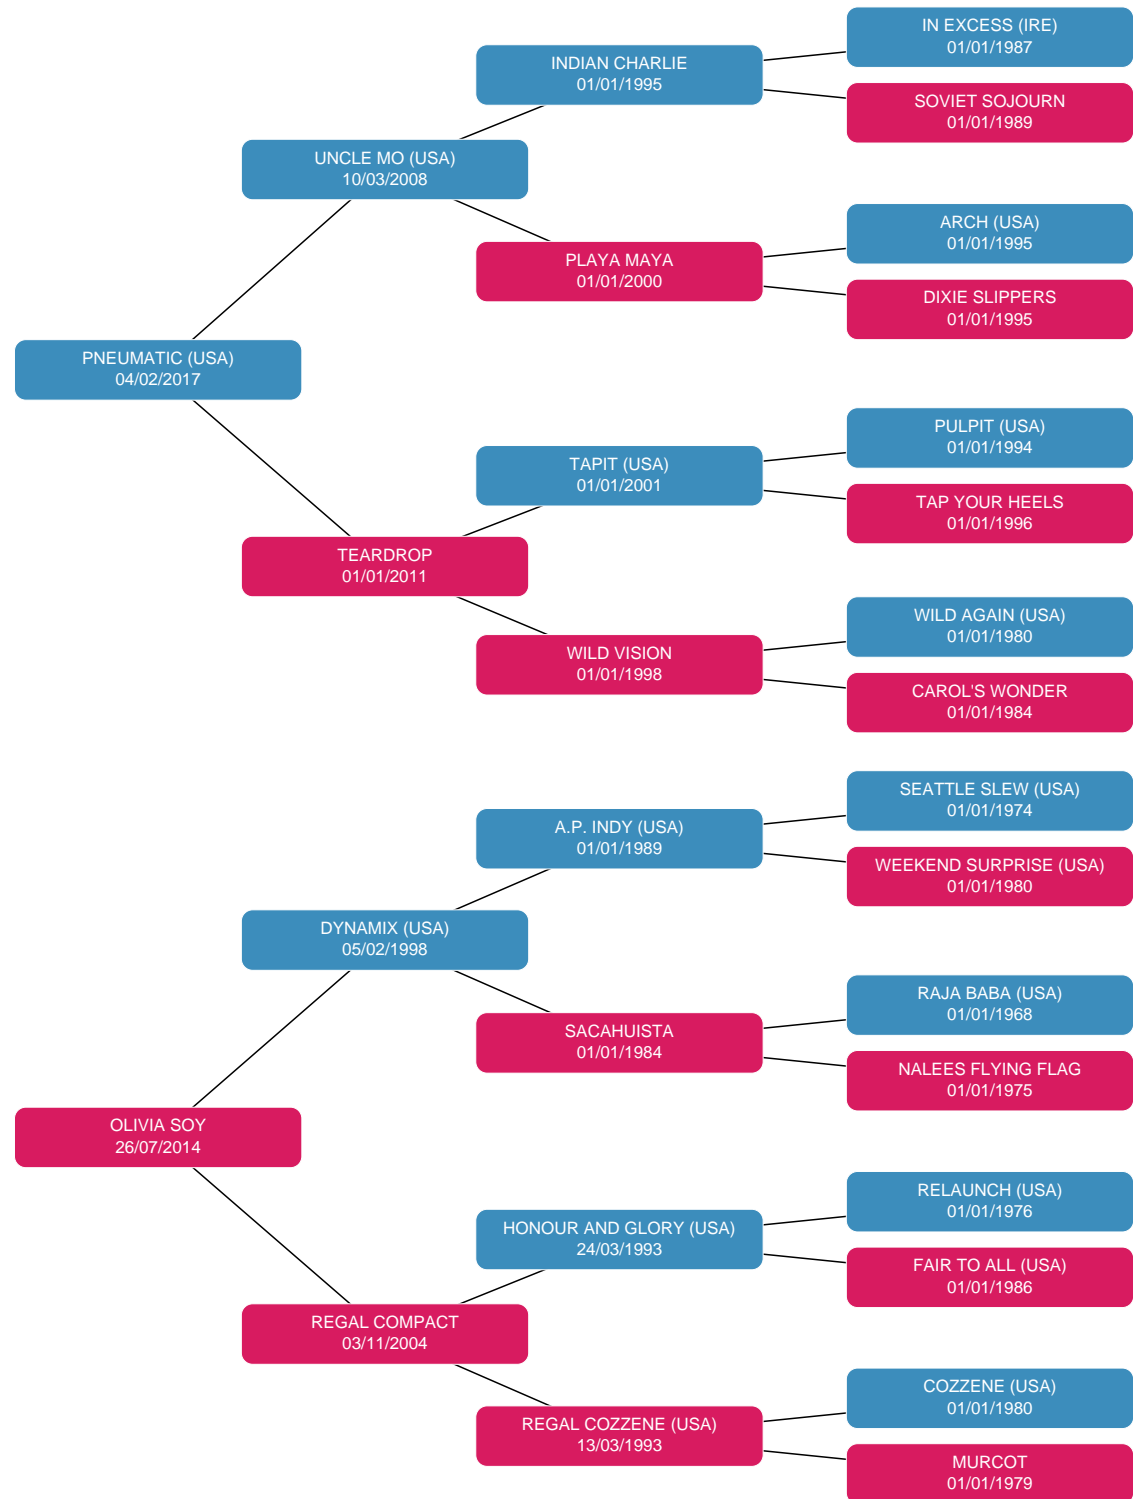 IN EXCESS (IRE)
01/01/1987
INDIAN CHARLIE
01/01/1995
SOVIET SOJOURN
01/01/1989
UNCLE MO (USA)
10/03/2008
ARCH (USA)
01/01/1995
PLAYA MAYA
01/01/2000
DIXIE SLIPPERS
01/01/1995
PNEUMATIC (USA)
04/02/2017
PULPIT (USA)
01/01/1994
TAPIT (USA)
01/01/2001
TAP YOUR HEELS
01/01/1996
TEARDROP
01/01/2011
WILD AGAIN (USA)
01/01/1980
WILD VISION
01/01/1998
CAROL'S WONDER
01/01/1984
SEATTLE SLEW (USA)
01/01/1974
A.P. INDY (USA)
01/01/1989
WEEKEND SURPRISE (USA)
01/01/1980
DYNAMIX (USA)
05/02/1998
RAJA BABA (USA)
01/01/1968
SACAHUISTA
01/01/1984
NALEES FLYING FLAG
01/01/1975
OLIVIA SOY
26/07/2014
RELAUNCH (USA)
01/01/1976
HONOUR AND GLORY (USA)
24/03/1993
FAIR TO ALL (USA)
01/01/1986
REGAL COMPACT
03/11/2004
COZZENE (USA)
01/01/1980
REGAL COZZENE (USA)
13/03/1993
MURCOT
01/01/1979